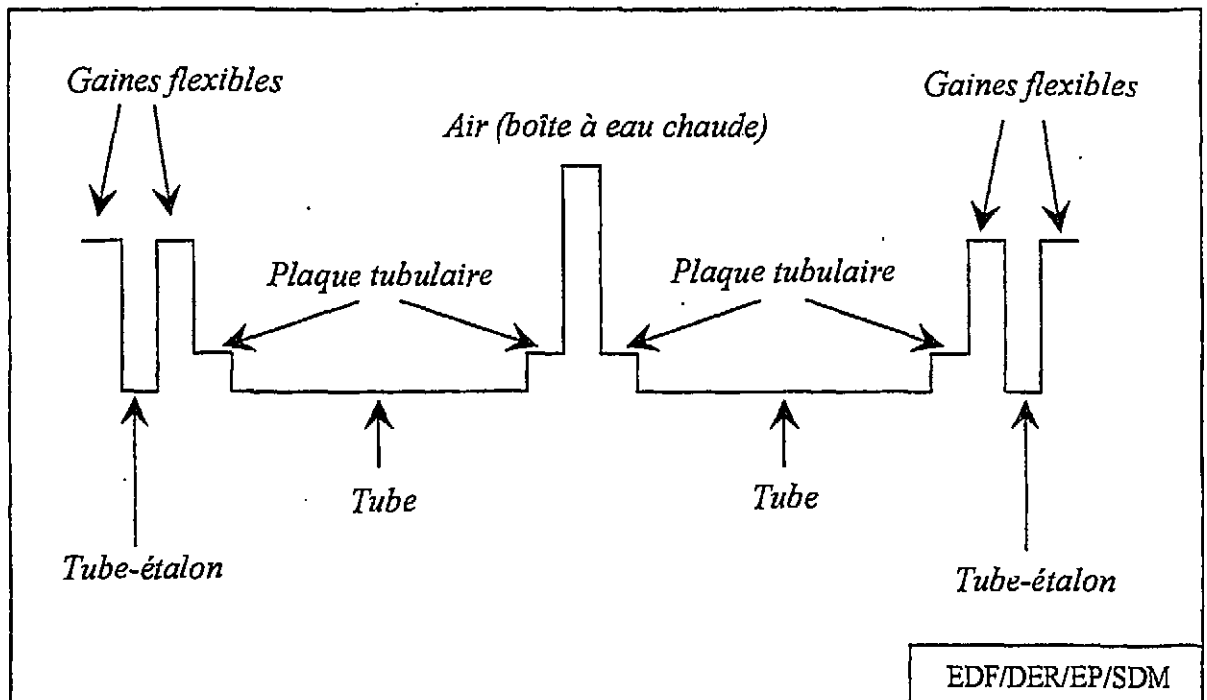 Gaines flexibles
Gaines flexibles
Air (boîte à eau chaude)
Plaque tubulaire
Plaque tubulaire
Tube
Tube
Tube-étalon
Tube-étalon
EDF/DER/EP/SDM